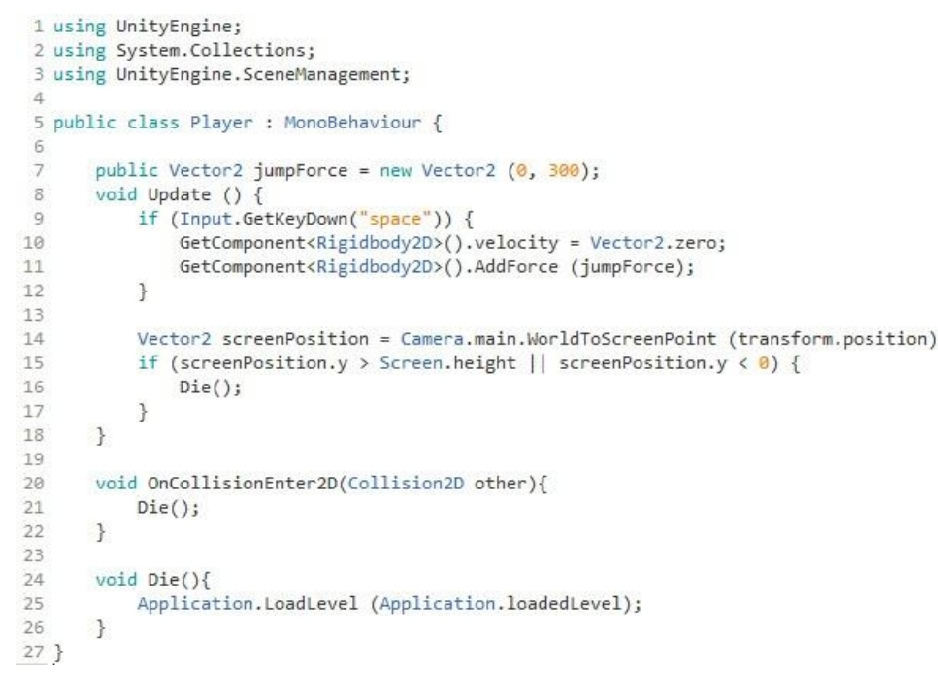 1 using UnityEngine;
2 using System.Collections;
3 using UnityEngine.SceneManagement;
4
5 public class Player : MonoBehaviour {
6
7     public Vector2 jumpForce = new Vector2 (0, 300);
8     void Update () {
9         if (Input.GetKeyDown("space")) {
10             GetComponent<Rigidbody2D>().velocity = Vector2.zero;
11             GetComponent<Rigidbody2D>().AddForce (jumpForce);
12         }
13
14         Vector2 screenPosition = Camera.main.WorldToScreenPoint (transform.position)
15         if (screenPosition.y > Screen.height || screenPosition.y < 0) {
16             Die();
17         }
18     }
19
20     void OnCollisionEnter2D(Collision2D other){
21         Die();
22     }
23
24     void Die(){
25         Application.LoadLevel (Application.loadedLevel);
26     }
27 }